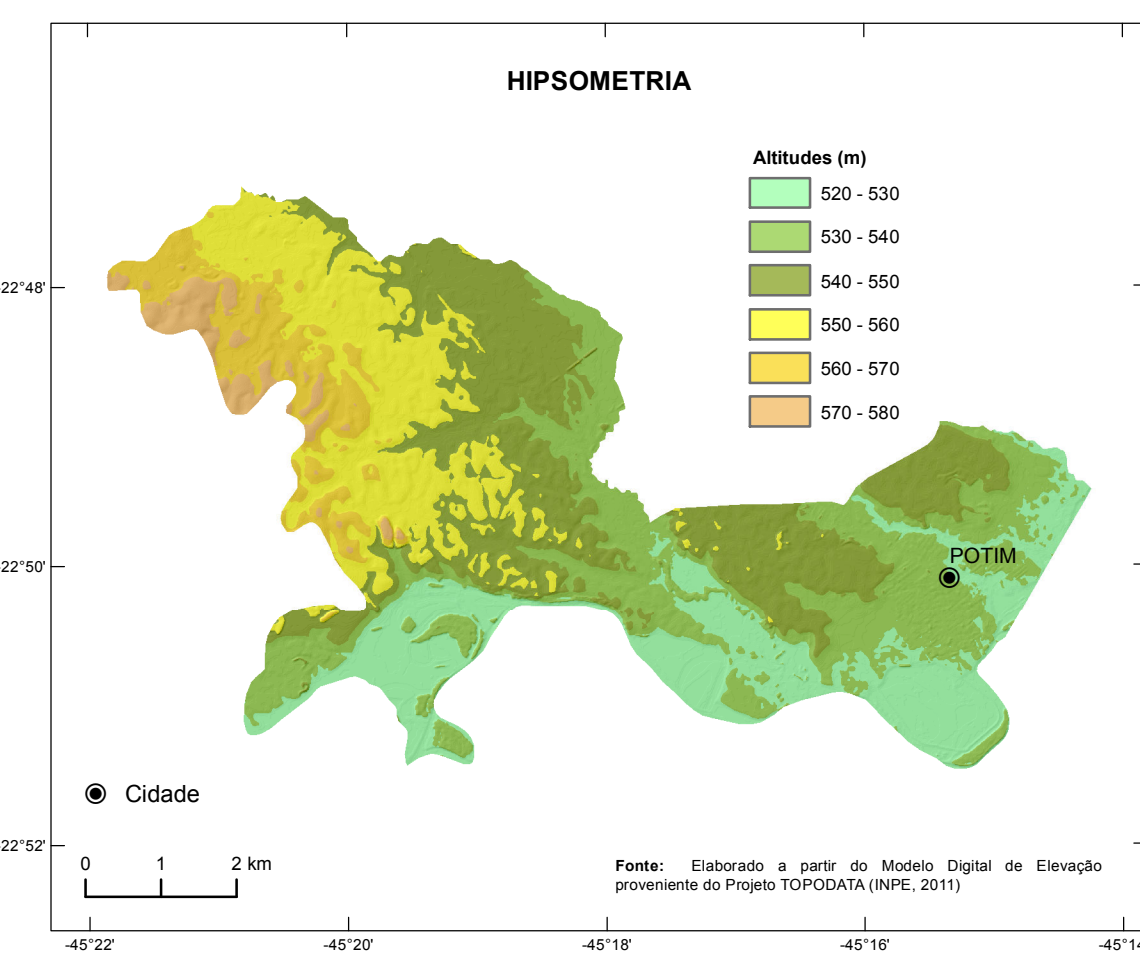 HIPSOMETRIA
Altitudes (m)
520 - 530
530 - 540
540 - 550
550 - 560
560 - 570
570 - 580
22°48'
22°50'
POTIM
Cidade
22°52'
0 1 2 km
Fonte: Elaborado a partir do Modelo Digital de Elevação
proveniente do Projeto TOPODATA (INPE, 2011)
-45°22' -45°20' -45°18' -45°16' -45°14